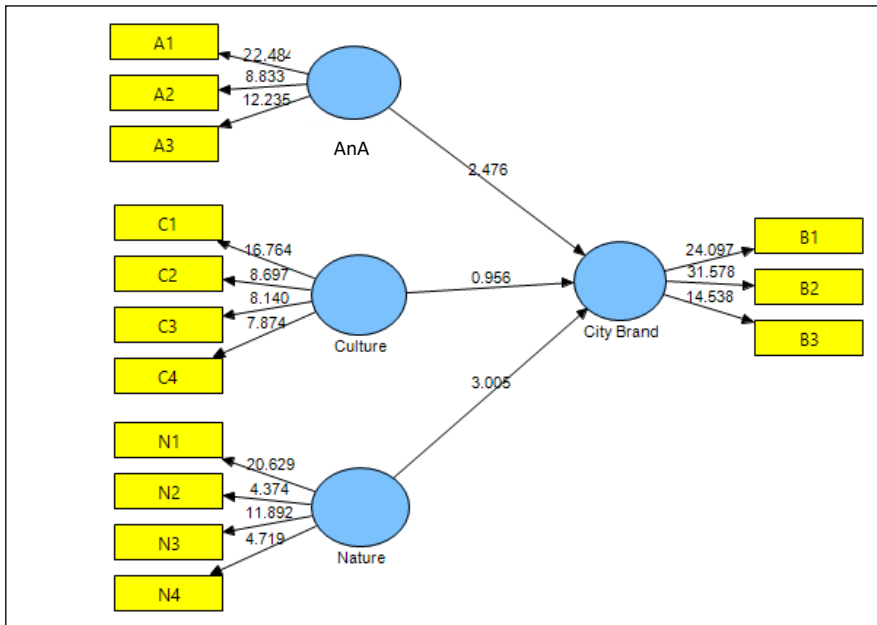 A1
22.484
A2
8.833
A3
12.235
AnA
2.476
C1
16.764
C2
8.697
C3
8.140
C4
7.874
Culture
0.956
City Brand
B1
24.097
B2
31.578
B3
14.538
N1
20.629
N2
4.374
N3
11.892
N4
4.719
Nature
3.005